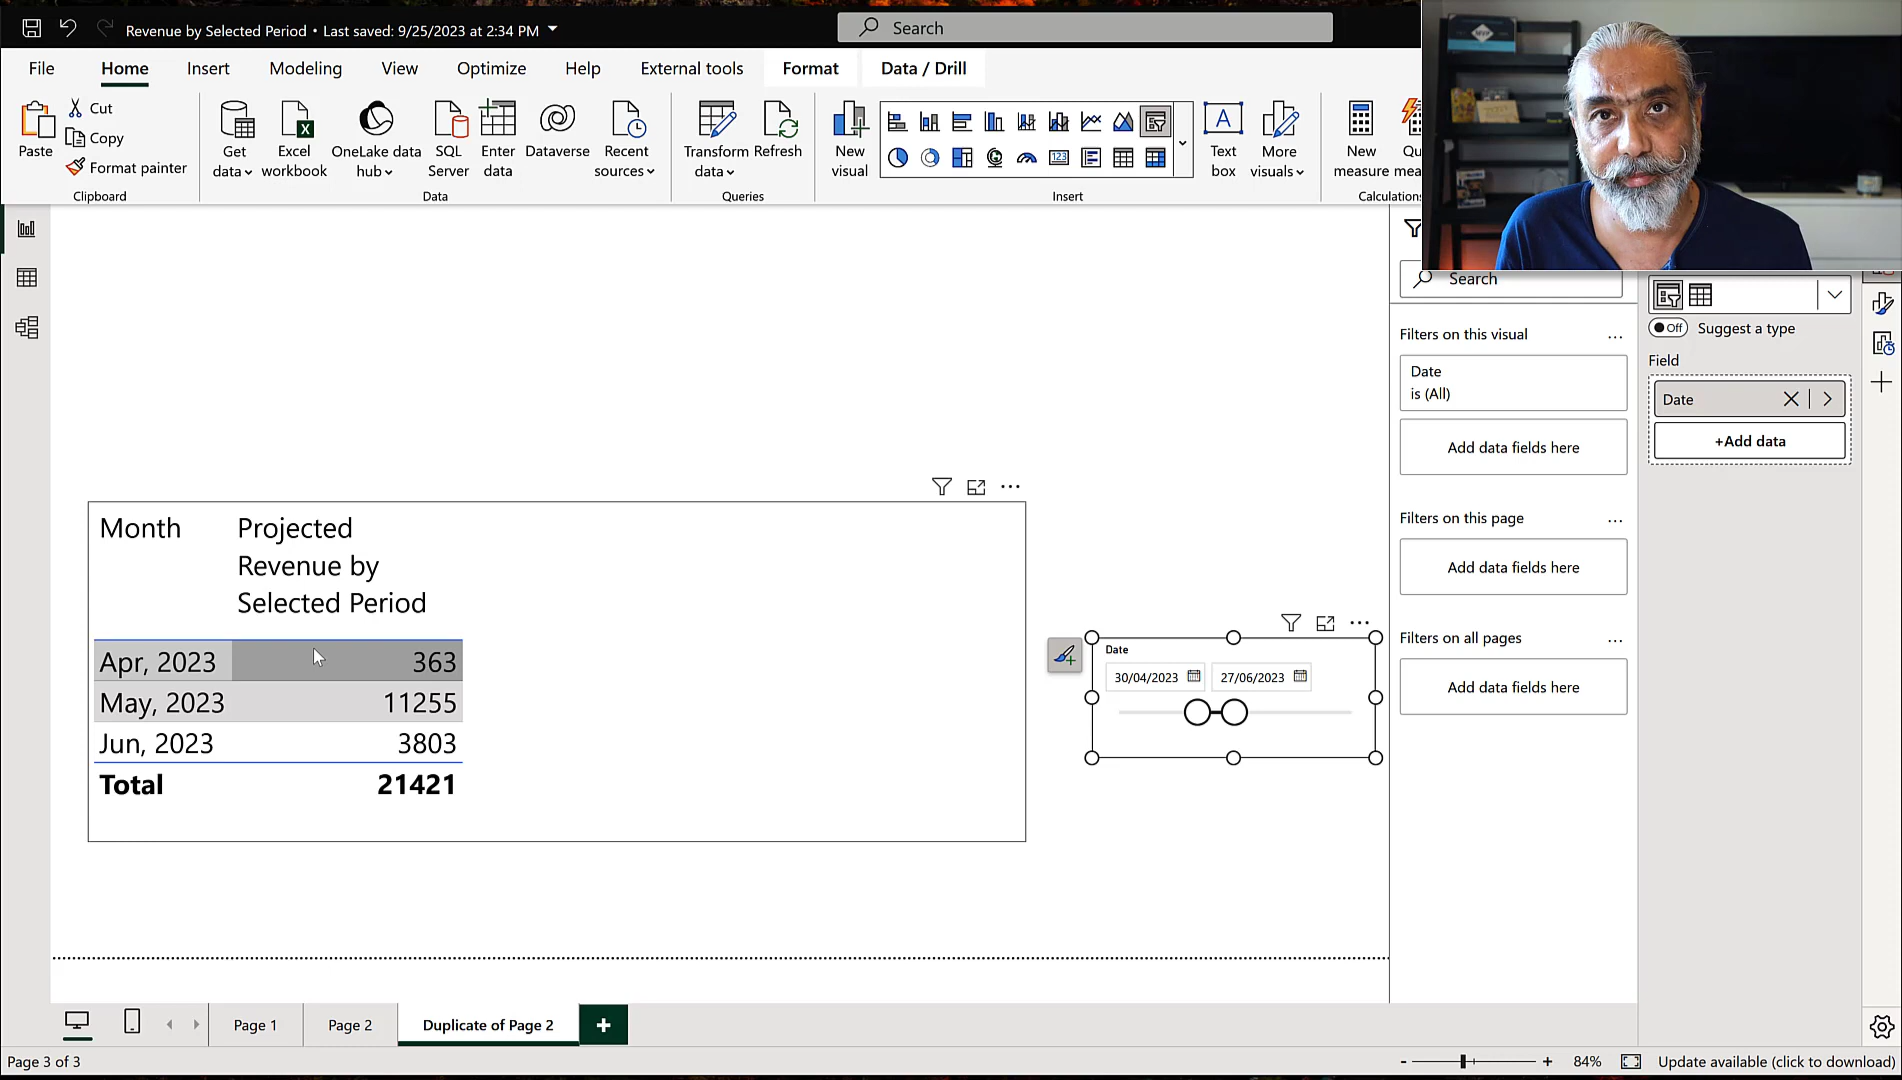 Revenue by Selected Period • Last saved: 9/25/2023 at 2:34 PM
Search
File Home Insert Modeling View Optimize Help External tools Format Data / Drill
Paste
Cut
Copy
Format painter
Clipboard
Get data
Excel workbook
OneLake data hub
SQL Server
Enter data
Dataverse
Recent sources
Data
Transform data
Refresh
Queries
New visual
Text box
More visuals
Insert
New measure
Qu
mea
Calculations
123
Search
Filters on this visual ...
Date
is (All)
Add data fields here
Filters on this page ...
Add data fields here
Filters on all pages ...
Add data fields here
Off Suggest a type
Field
Date
+Add data
Month Projected
Revenue by
Selected Period
Apr, 2023 363
May, 2023 11255
Jun, 2023 3803
Total 21421
Date
30/04/2023 27/06/2023
Page 1 Page 2 Duplicate of Page 2 +
Page 3 of 3
- + 84% Update available (click to download)